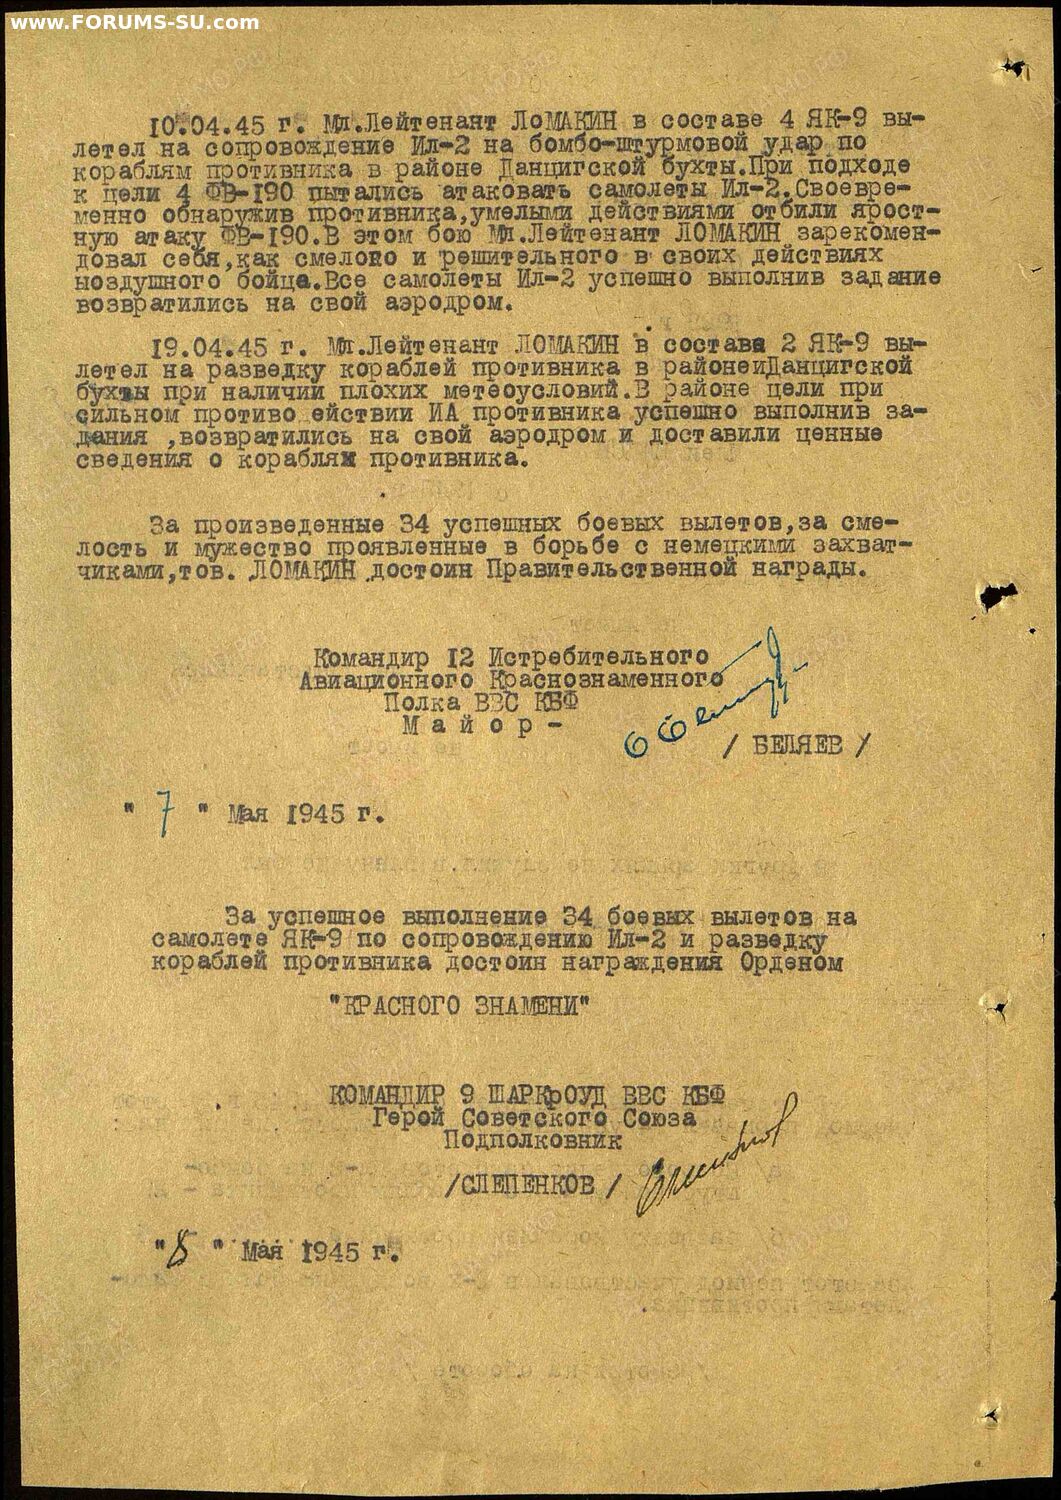 www.FORUMS-SU.com
10.04.45 г. Мл.Лейтенант ЛоМАКИН в составе 4 ЯК-9 вы-
летел на сопровождение Ил-2 на бомбо-штурмовой удар по
кораблям противника в районе Данцигской бухты.При подходе
к цели 4 ФВ-190 пытались атаковать самолеты Ил-2.Своевре-
менно обнаружив противника,умелыми действиями отбили ярост-
ную атаку ФВ-190.В этом бою Мл.Лейтенант ЛОМАКИН зарекомен-
довал себя,как смелого и решительного в своих действиях
воздушного бойца.Все самолеты Ил-2 успешно выполнив задание
возвратились на свой аэродром.
19.04.45 г. Мл.Лейтенант ЛОМАКИН в составе 2 ЯК-9 вы-
летел на разведку кораблей противника в районеиДанцигской
бухты при наличии плохих метеоусловий.В районе цели при
сильном противо ействии ИА противника успешно выполнив за-
дания ,возвратились на свой аэродром и доставили ценные
сведения о кораблях противника.
За произведенные 34 успешных боевых вылетов,за сме-
лость и мужество проявленные в борьбе с немецкими захват-
чиками,тов. ЛОМАКИН достоин Правительственной награды.
Командир 12 Истребительного
Авиационного Краснознаменного
Полка ВВС КБФ
Майор-
/ БЕЛЯЕВ /
" 7 " Мая 1945 г.
За успешное выполнение 34 боевых вылетов на
самолете ЯК-9 по сопровождению Ил-2 и разведку
кораблей противника достоин награждения Орденом
"КРАСНОГО ЗНАМЕНИ"
КОМАНДИР 9 ШАКРОУД ВВС КБФ
Герой Советского Союза
Подполковник
/СЛЕПЕНКОВ /
" 8 " Мая 1945 г.